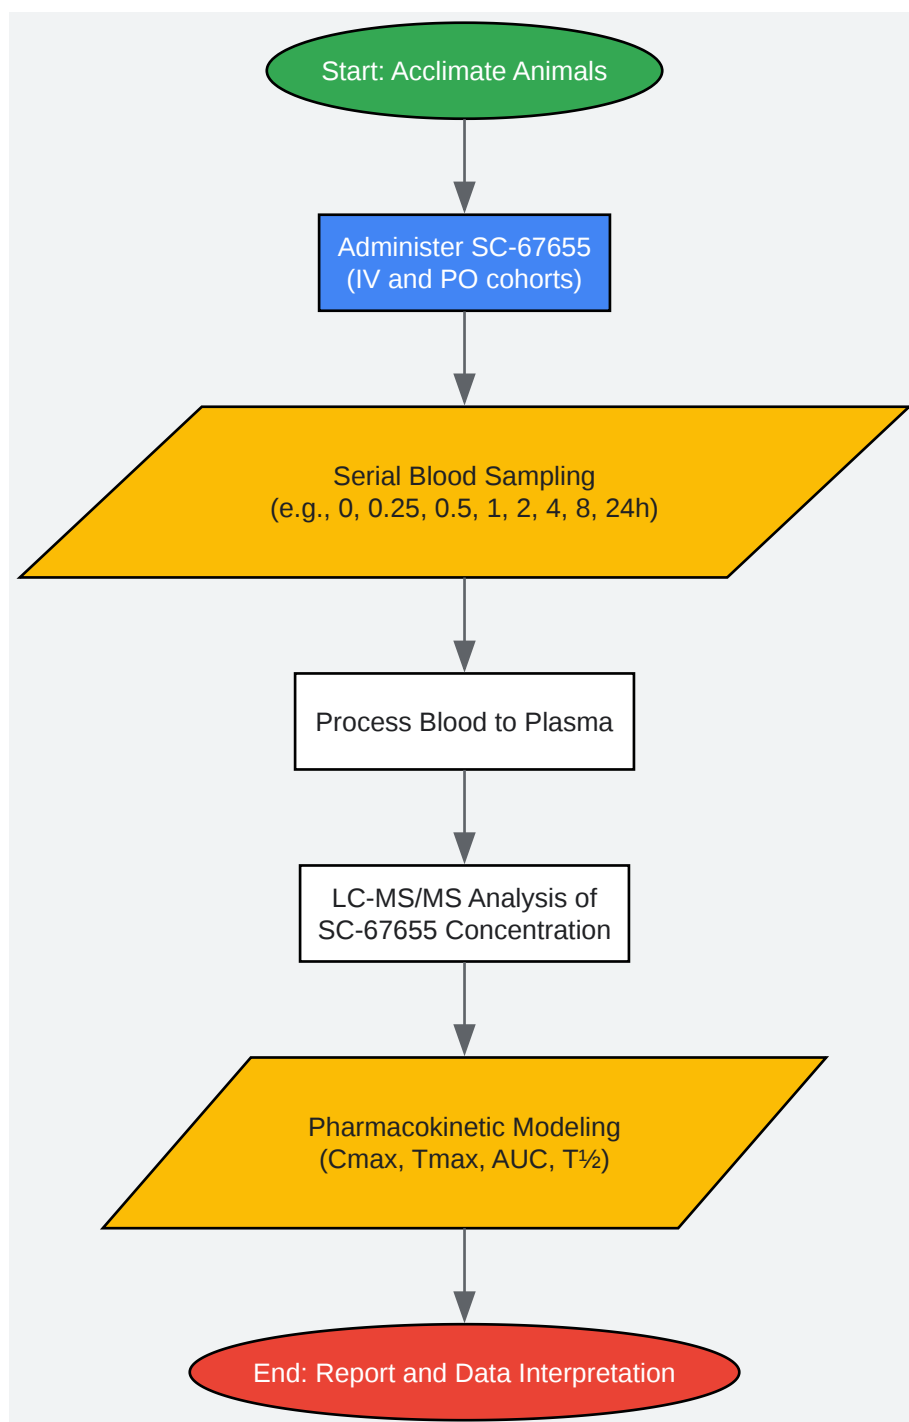 Start: Acclimate Animals
Administer SC-67655
(IV and PO cohorts)
Serial Blood Sampling
(e.g., 0, 0.25, 0.5, 1, 2, 4, 8, 24h)
Process Blood to Plasma
LC-MS/MS Analysis of
SC-67655 Concentration
Pharmacokinetic Modeling
(Cmax, Tmax, AUC, T½)
End: Report and Data Interpretation